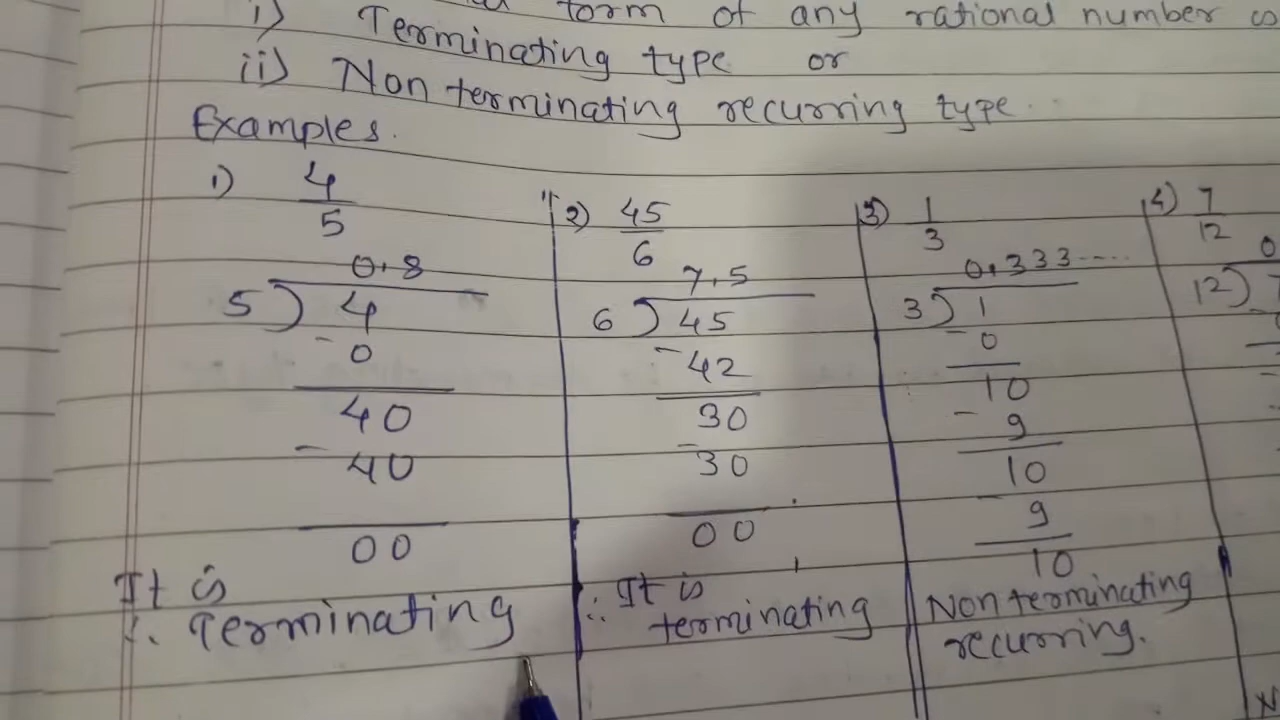 i) Terminating type or
form of any rational number is
ii) Non terminating recurring type.
Examples.
1) 4/5
0.8
5) 4
- 0
40
- 40
00
It is
∴ Terminating
2) 45/6
7.5
6) 45
- 42
30
- 30
00
∴ It is
terminating
3) 1/3
0.333....
3) 1
- 0
10
- 9
10
- 9
10
Non terminating
recurring.
4) 7/12
0
12) 7